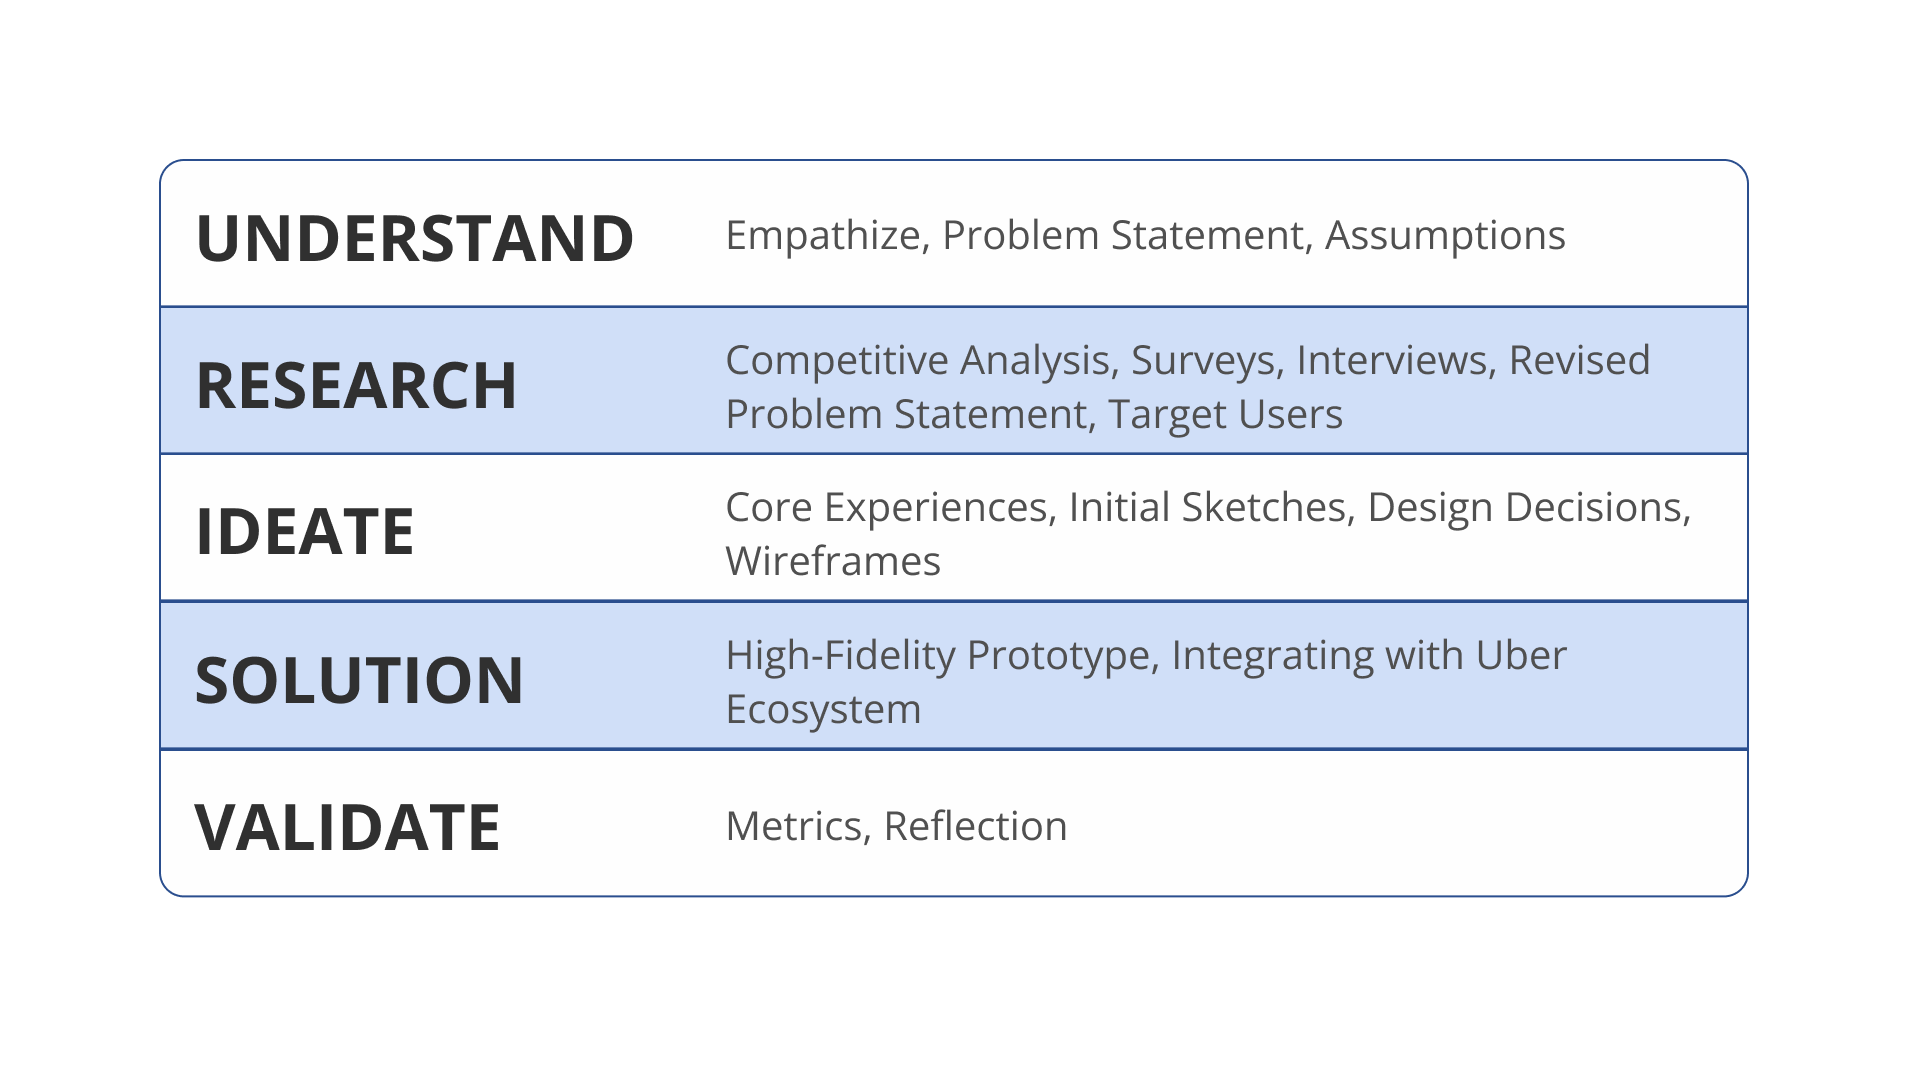 UNDERSTAND
Empathize, Problem Statement, Assumptions
RESEARCH
Competitive Analysis, Surveys, Interviews, Revised
Problem Statement, Target Users
IDEATE
Core Experiences, Initial Sketches, Design Decisions,
Wireframes
SOLUTION
High-Fidelity Prototype, Integrating with Uber
Ecosystem
VALIDATE
Metrics, Reflection